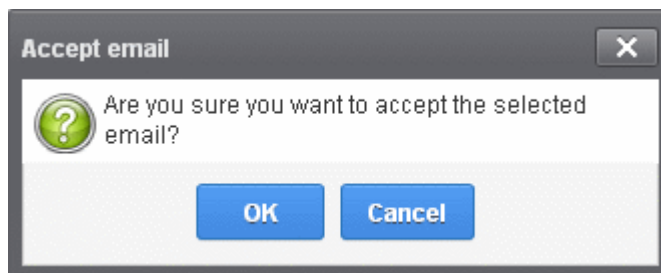 Accept email
Are you sure you want to accept the selected
email?
OK
Cancel